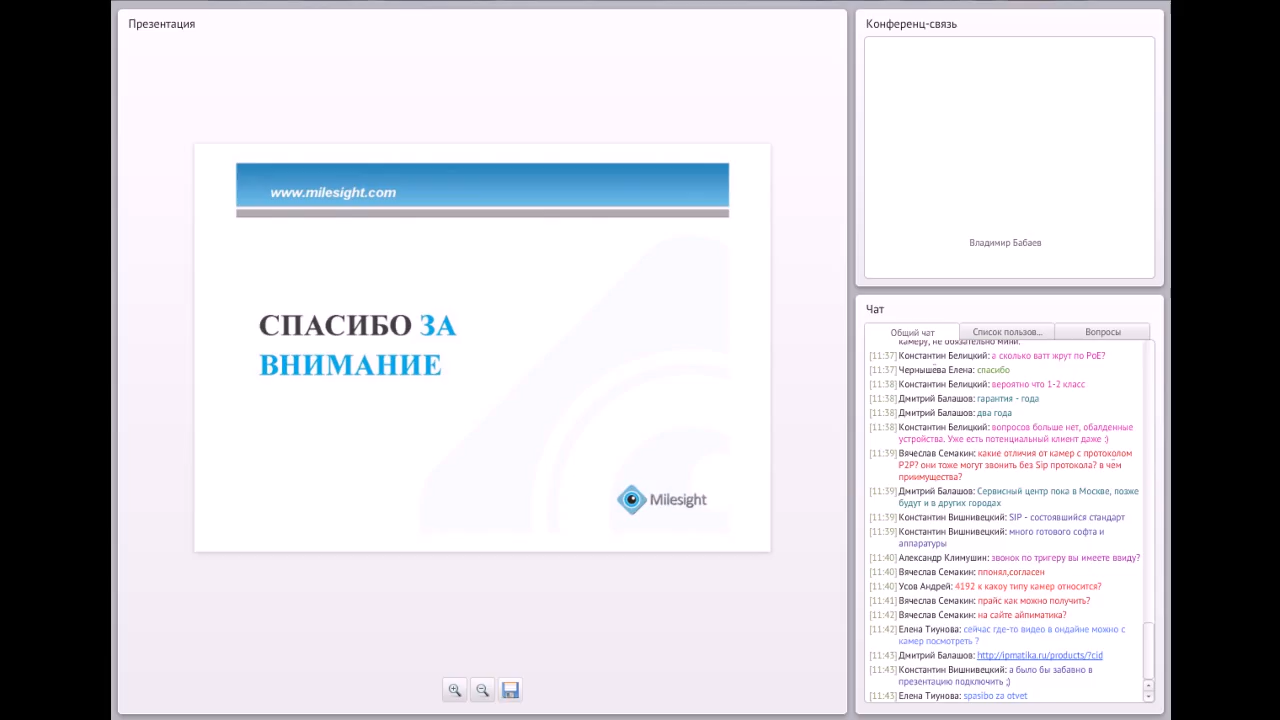 Презентация
www.milesight.com
СПАСИБО ЗА
ВНИМАНИЕ
Milesight
Конференц-связь
Владимир Бабаев
Чат
Общий чат
Список пользов...
Вопросы
камеру, не обязательно мини.
[11:37] Константин Белицкий: а сколько ватт жрут по PoE?
[11:37] Чернышёва Елена: спасибо
[11:38] Константин Белицкий: вероятно что 1-2 класс
[11:38] Дмитрий Балашов: гарантия - года
[11:38] Дмитрий Балашов: два года
[11:38] Константин Белицкий: вопросов больше нет, обалденные
устройства. Уже есть потенциальный клиент даже :)
[11:39] Вячеслав Семакин: какие отличия от камер с протоколом
P2P? они тоже могут звонить без Sip протокола? в чем
приимущества?
[11:39] Дмитрий Балашов: Сервисный центр пока в Москве, позже
будут и в других городах
[11:39] Константин Вишнивецкий: SIP - состоявшийся стандарт
[11:39] Константин Вишнивецкий: много готового софта и
аппаратуры
[11:40] Александр Климушин: звонок по тригеру вы имеете ввиду?
[11:40] Вячеслав Семакин: ппонял,согласен
[11:40] Усов Андрей: 4192 к какоу типу камер относится?
[11:41] Вячеслав Семакин: прайс как можно получить?
[11:42] Вячеслав Семакин: на сайте айпиматика?
[11:42] Елена Тиунова: сейчас где-то видео в ондайне можно с
камер посмотреть ?
[11:43] Дмитрий Балашов: http://ipmatika.ru/products/?cid
[11:43] Константин Вишнивецкий: а было бы забавно в
презентацию подключить ;)
[11:43] Елена Тиунова: spasibo za otvet